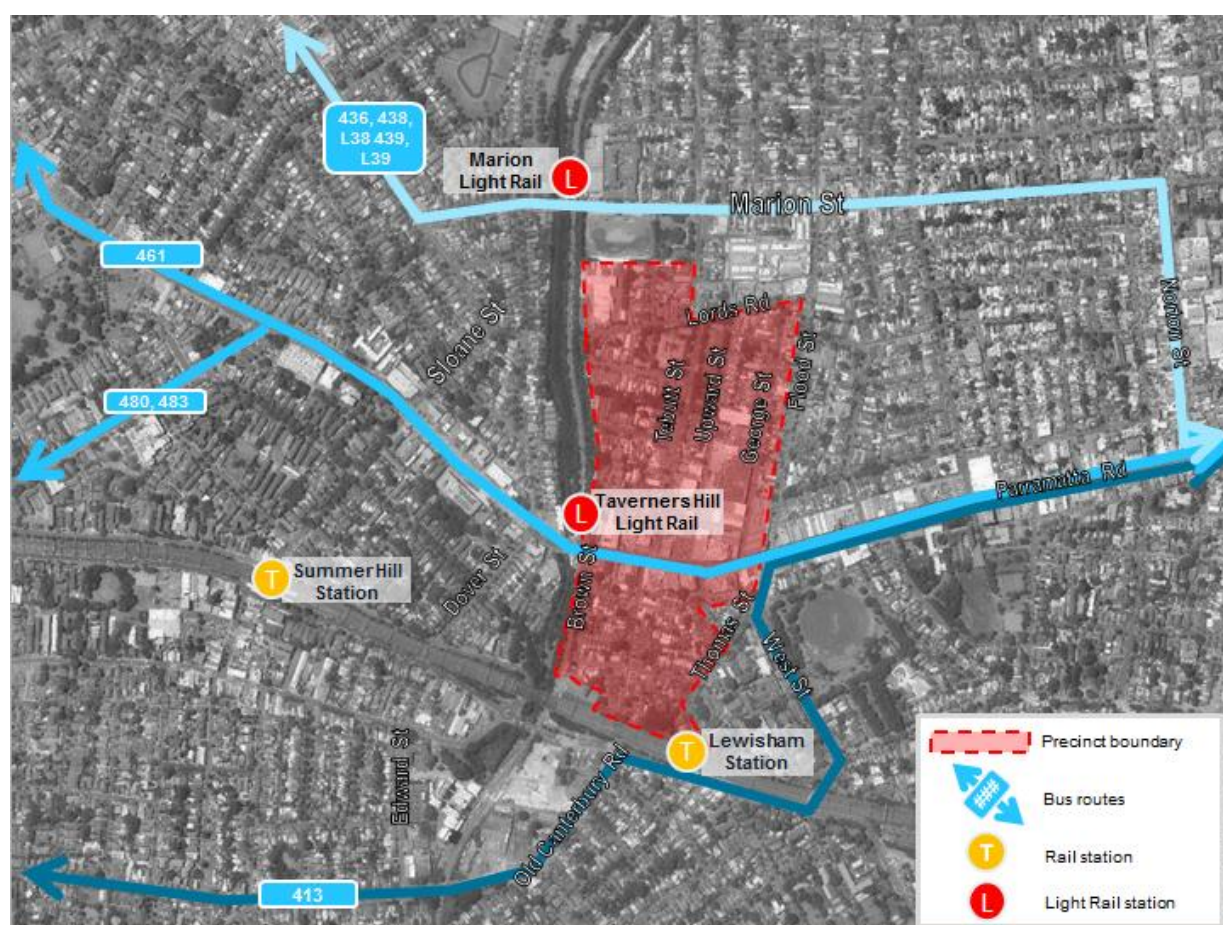 436, 438,
L38 439,
L39
Marion
Light Rail
L
Marion St
461
Norton St
Lords Rd
Sloane St
Flood St
Tebutt St
Upward St
George St
480, 483
Parramatta Rd
L
Taverners Hill
Light Rail
T
Summer Hill
Station
Dover St
Brown St
Thomas St
West St
T
Lewisham
Station
Edward St
Old Canterbury Rd
413
Precinct boundary
###
Bus routes
T
Rail station
L
Light Rail station